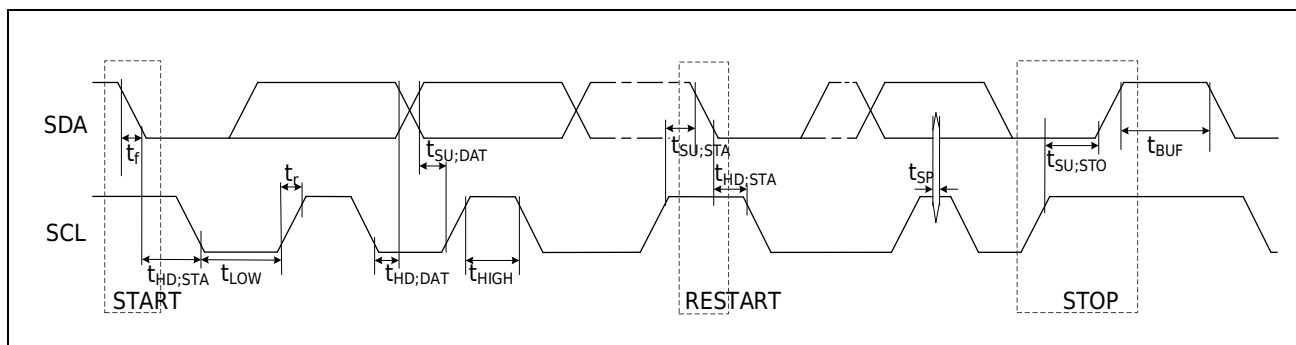 SDA
t_f
t_SU;DAT
t_SU;STA
t_HD;STA
t_SP
t_SU;STO
t_BUF
t_r
SCL
t_HD;STA
t_LOW
t_HD;DAT
t_HIGH
START
RESTART
STOP